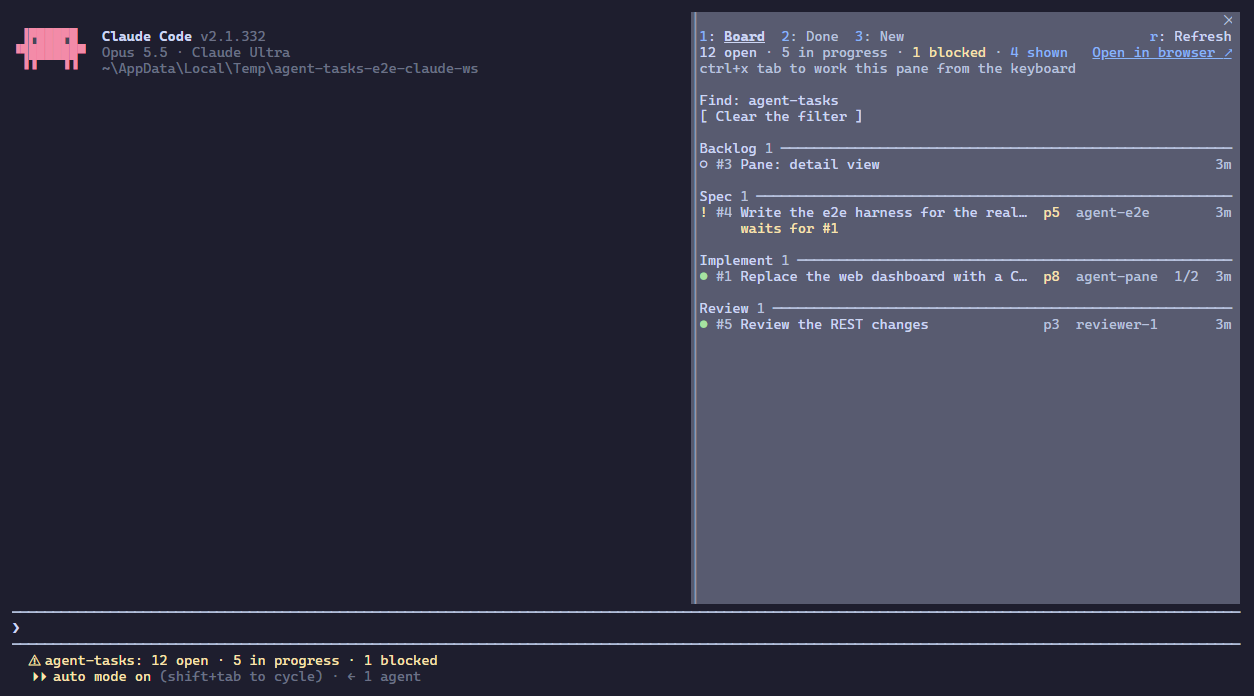 Claude Code v2.1.332
Opus 5.5 · Claude Ultra
~\AppData\Local\Temp\agent-tasks-e2e-claude-ws
×
1: Board 2: Done 3: New r: Refresh
12 open · 5 in progress · 1 blocked · 4 shown Open in browser ↗
ctrl+x tab to work this pane from the keyboard
Find: agent-tasks
[ Clear the filter ]
Backlog 1
○ #3 Pane: detail view 3m
Spec 1
! #4 Write the e2e harness for the real… p5 agent-e2e 3m
waits for #1
Implement 1
● #1 Replace the web dashboard with a C… p8 agent-pane 1/2 3m
Review 1
● #5 Review the REST changes p3 reviewer-1 3m
❯
⚠ agent-tasks: 12 open · 5 in progress · 1 blocked
⏵⏵ auto mode on (shift+tab to cycle) · ← 1 agent